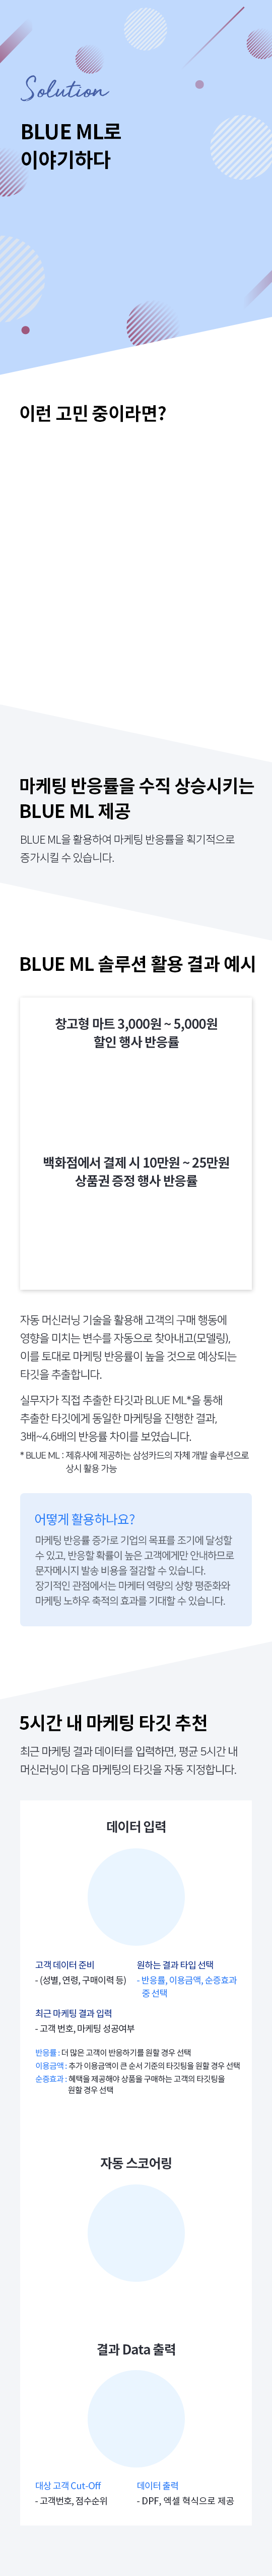 Solution
BLUE ML로
이야기하다
이런 고민 중이라면?
마케팅 반응률을 수직 상승시키는
BLUE ML 제공
BLUE ML을 활용하여 마케팅 반응률을 획기적으로
증가시킬 수 있습니다.
BLUE ML 솔루션 활용 결과 예시
창고형 마트 3,000원 ~ 5,000원
할인 행사 반응률
백화점에서 결제 시 10만원 ~ 25만원
상품권 증정 행사 반응률
자동 머신러닝 기술을 활용해 고객의 구매 행동에
영향을 미치는 변수를 자동으로 찾아내고(모델링),
이를 토대로 마케팅 반응률이 높을 것으로 예상되는
타깃을 추출합니다.
실무자가 직접 추출한 타깃과 BLUE ML*을 통해
추출한 타깃에게 동일한 마케팅을 진행한 결과,
3배~4.6배의 반응률 차이를 보였습니다.
* BLUE ML : 제휴사에 제공하는 삼성카드의 자체 개발 솔루션으로
상시 활용 가능
어떻게 활용하나요?
마케팅 반응률 증가로 기업의 목표를 조기에 달성할
수 있고, 반응할 확률이 높은 고객에게만 안내하므로
문자메시지 발송 비용을 절감할 수 있습니다.
장기적인 관점에서는 마케터 역량의 상향 평준화와
마케팅 노하우 축적의 효과를 기대할 수 있습니다.
5시간 내 마케팅 타깃 추천
최근 마케팅 결과 데이터를 입력하면, 평균 5시간 내
머신러닝이 다음 마케팅의 타깃을 자동 지정합니다.
데이터 입력
고객 데이터 준비
- (성별, 연령, 구매이력 등)
원하는 결과 타입 선택
- 반응률, 이용금액, 순증효과
중 선택
최근 마케팅 결과 입력
- 고객 번호, 마케팅 성공여부
반응률 : 더 많은 고객이 반응하기를 원할 경우 선택
이용금액 : 추가 이용금액이 큰 순서 기준의 타깃팅을 원할 경우 선택
순증효과 : 혜택을 제공해야 상품을 구매하는 고객의 타깃팅을
원할 경우 선택
자동 스코어링
결과 Data 출력
대상 고객 Cut-Off
- 고객번호, 점수순위
데이터 출력
- DPF, 엑셀 혁식으로 제공